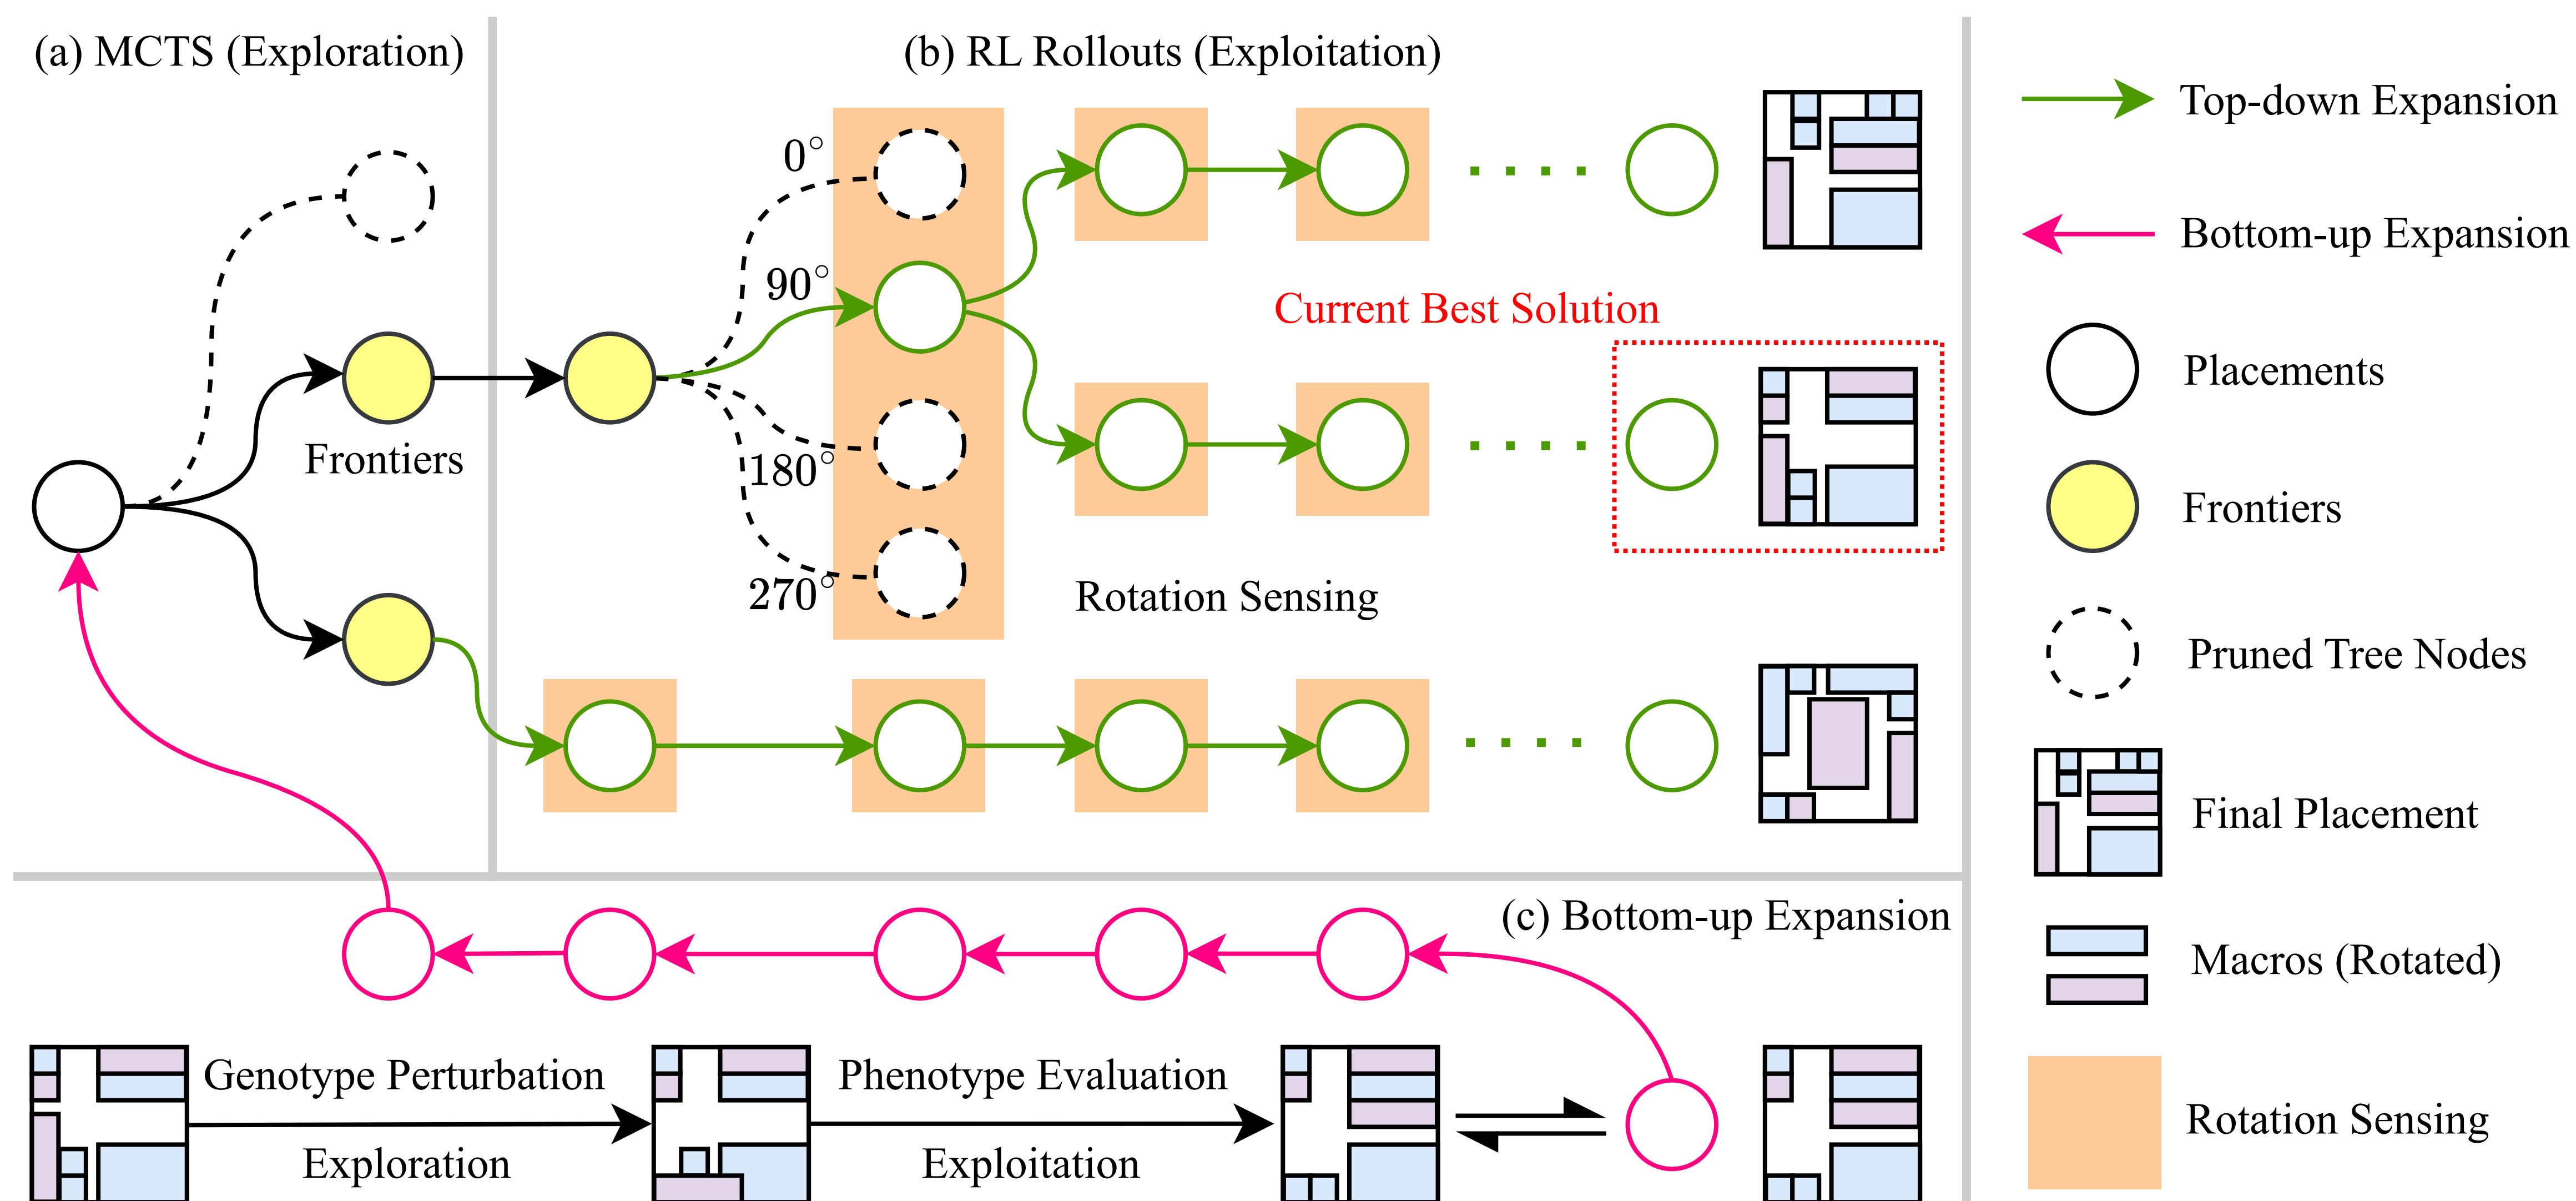 (a) MCTS (Exploration)
Frontiers
(b) RL Rollouts (Exploitation)
0°
90°
180°
270°
Current Best Solution
Rotation Sensing
(c) Bottom-up Expansion
Genotype Perturbation
Exploration
Phenotype Evaluation
Exploitation
Top-down Expansion
Bottom-up Expansion
Placements
Frontiers
Pruned Tree Nodes
Final Placement
Macros (Rotated)
Rotation Sensing